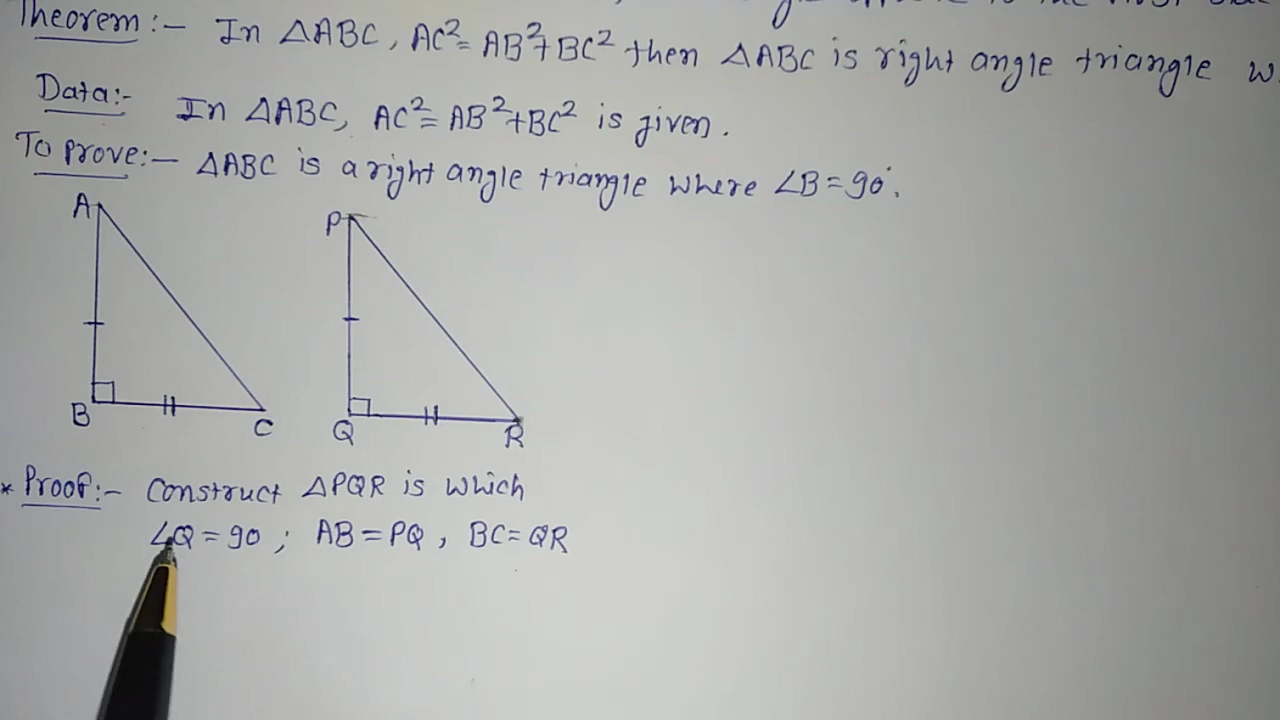 Theorem :- In △ABC, AC²= AB²+BC² then △ABC is right angle triangle
Data:- In △ABC, AC²= AB²+BC² is given.
To prove:- △ABC is a right angle triangle where ∠B=90°.
A
P
B
C
Q
R
* Proof:- Construct △PQR is which
∠Q = 90 ; AB = PQ , BC= QR